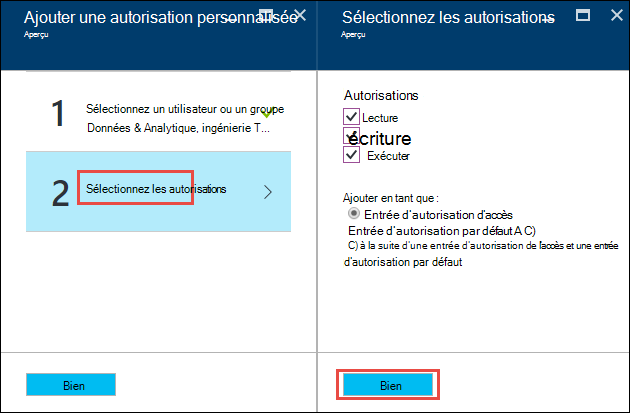 Ajouter une autorisation personnalisée
Aperçu
1
Sélectionnez un utilisateur ou un groupe
Données & Analytique, ingénierie T...
2
Sélectionnez les autorisations
Bien
Sélectionnez les autorisations
Aperçu
Autorisations
Lecture
écriture
Exécuter
Ajouter en tant que :
Entrée d'autorisation d'accès
Entrée d'autorisation par défaut A C)
C) à la suite d'une entrée d'autorisation de l'accès et une entrée
d'autorisation par défaut
Bien